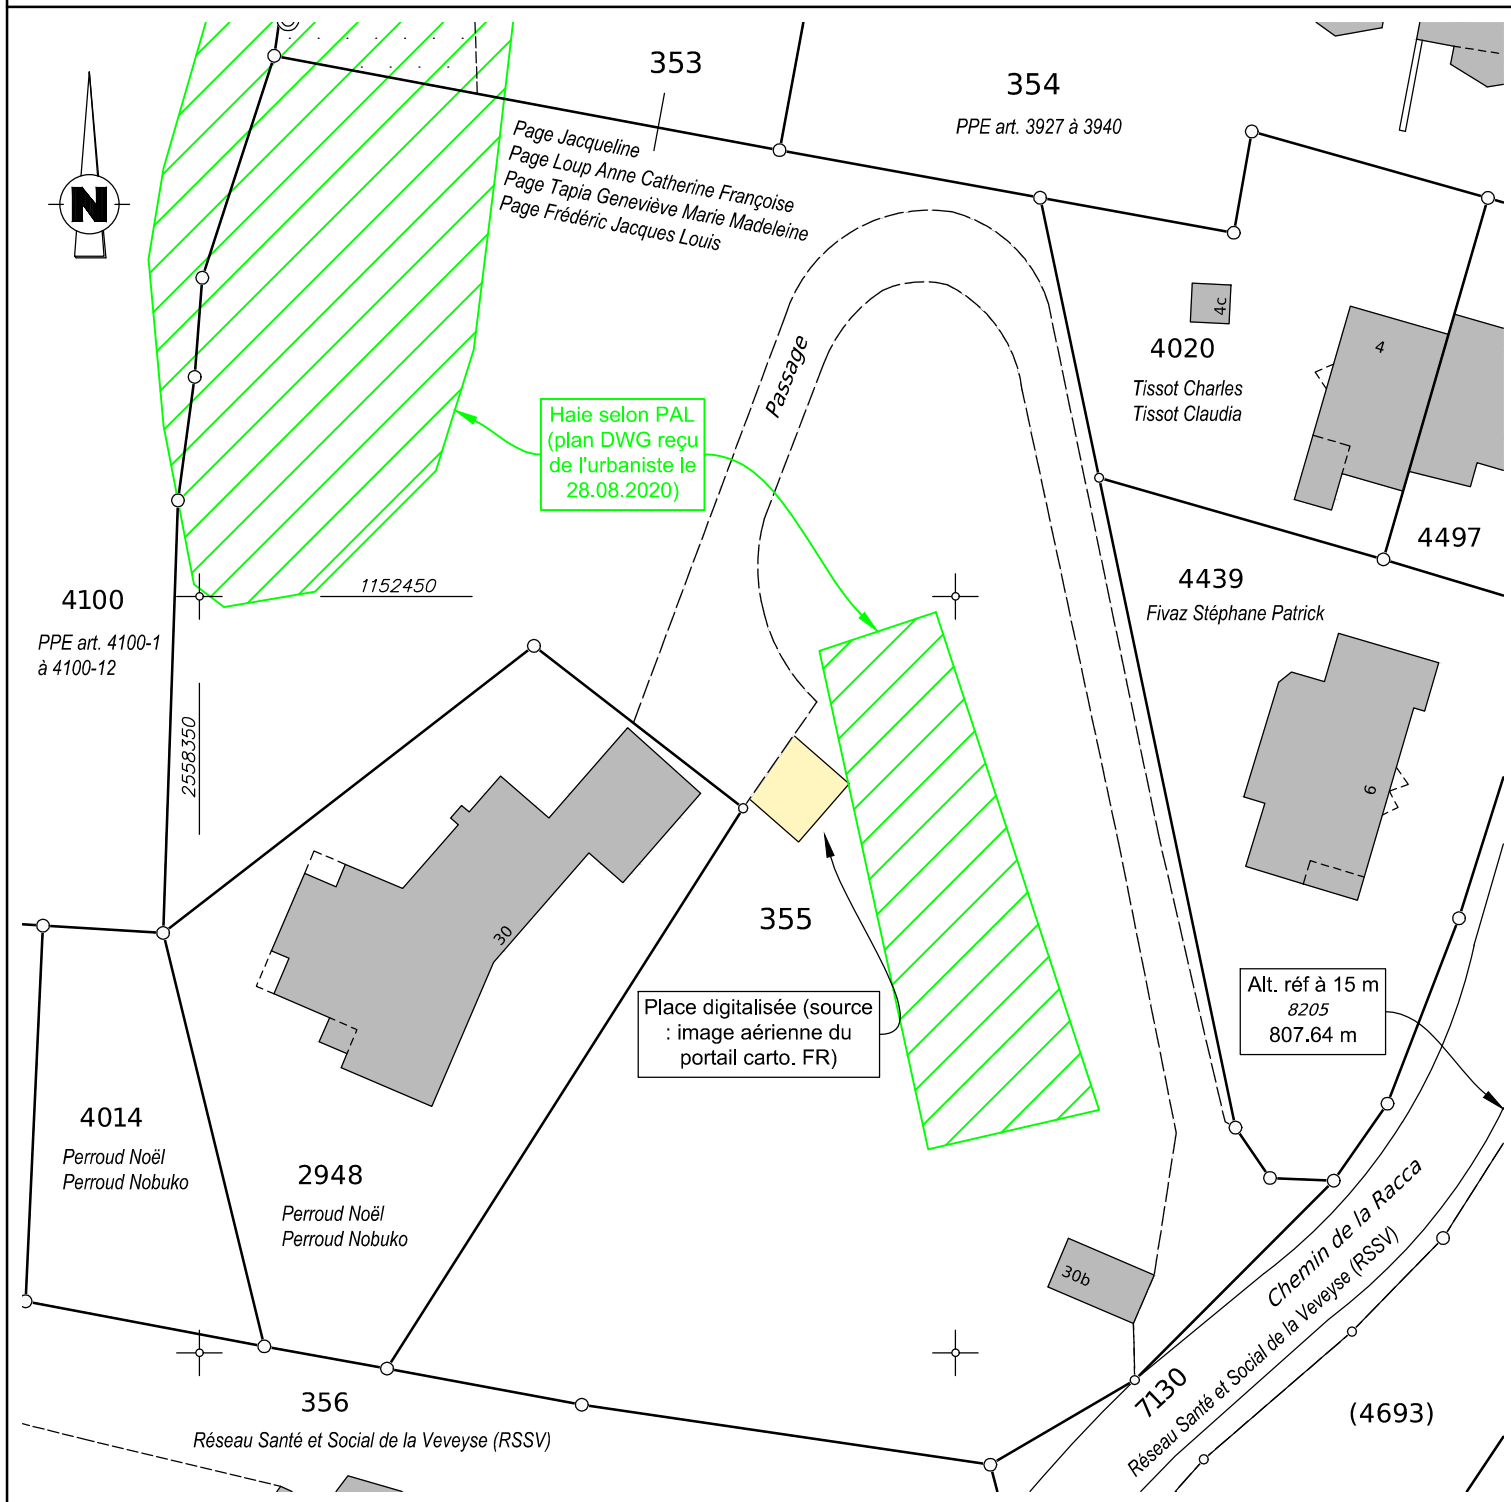 353
354
PPE art. 3927 à 3940
Page Jacqueline
Page Loup Anne Catherine Françoise
Page Tapia Geneviève Marie Madeleine
Page Frédéric Jacques Louis
N
4c
4
4020
Tissot Charles
Tissot Claudia
Passage
Haie selon PAL
(plan DWG reçu
de l'urbaniste le
28.08.2020)
4497
4439
Fivaz Stéphane Patrick
1152450
4100
PPE art. 4100-1
à 4100-12
2558350
6
30
355
Place digitalisée (source
: image aérienne du
portail carto. FR)
Alt. réf à 15 m
8205
807.64 m
4014
Perroud Noël
Perroud Nobuko
2948
Perroud Noël
Perroud Nobuko
30b
Chemin de la Racca
Réseau Santé et Social de la Veveyse (RSSV)
7130
(4693)
356
Réseau Santé et Social de la Veveyse (RSSV)